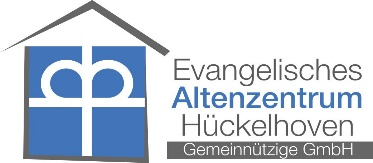 Evangelisches
Altenzentrum
Hückelhoven
Gemeinnützige GmbH